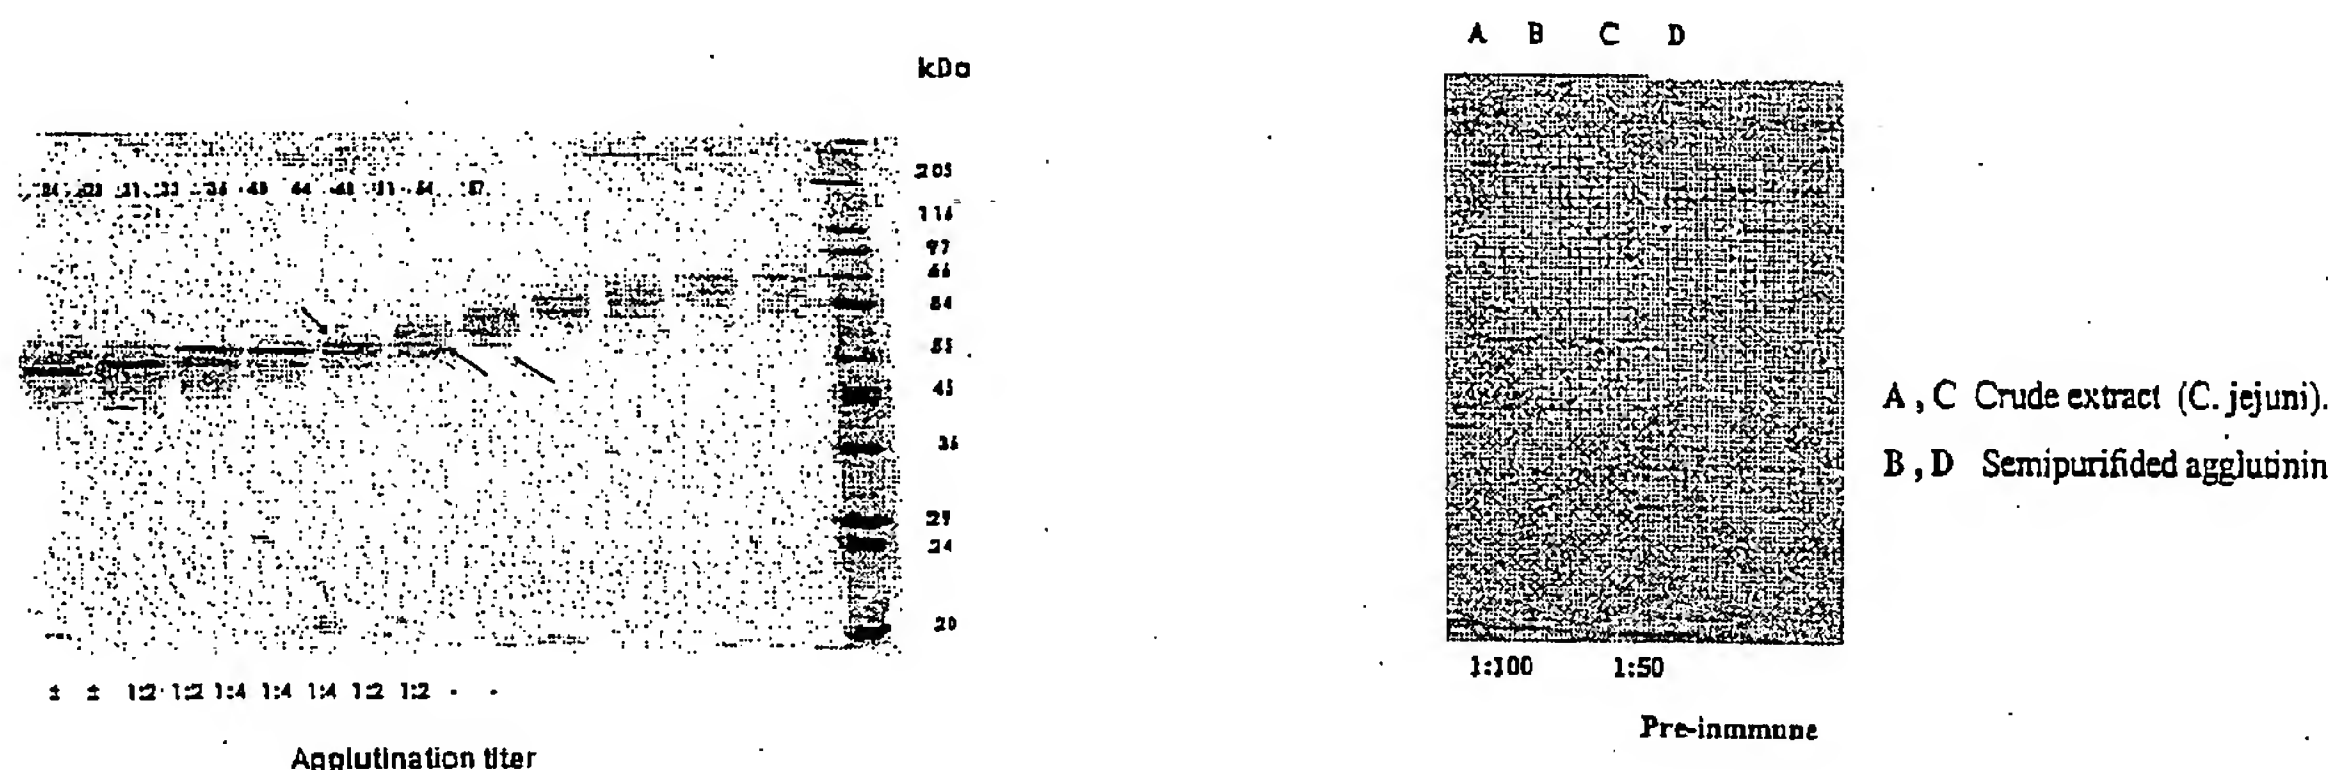 kDa
205
116
97
66
84
55
45
36
29
24
20
± ± 1:2 1:2 1:4 1:4 1:4 1:2 1:2 - -
Agglutination titer
A B C D
1:100 1:50
Pre-inmmune
A , C Crude extract (C. jejuni).
B , D Semipurifided agglutinin